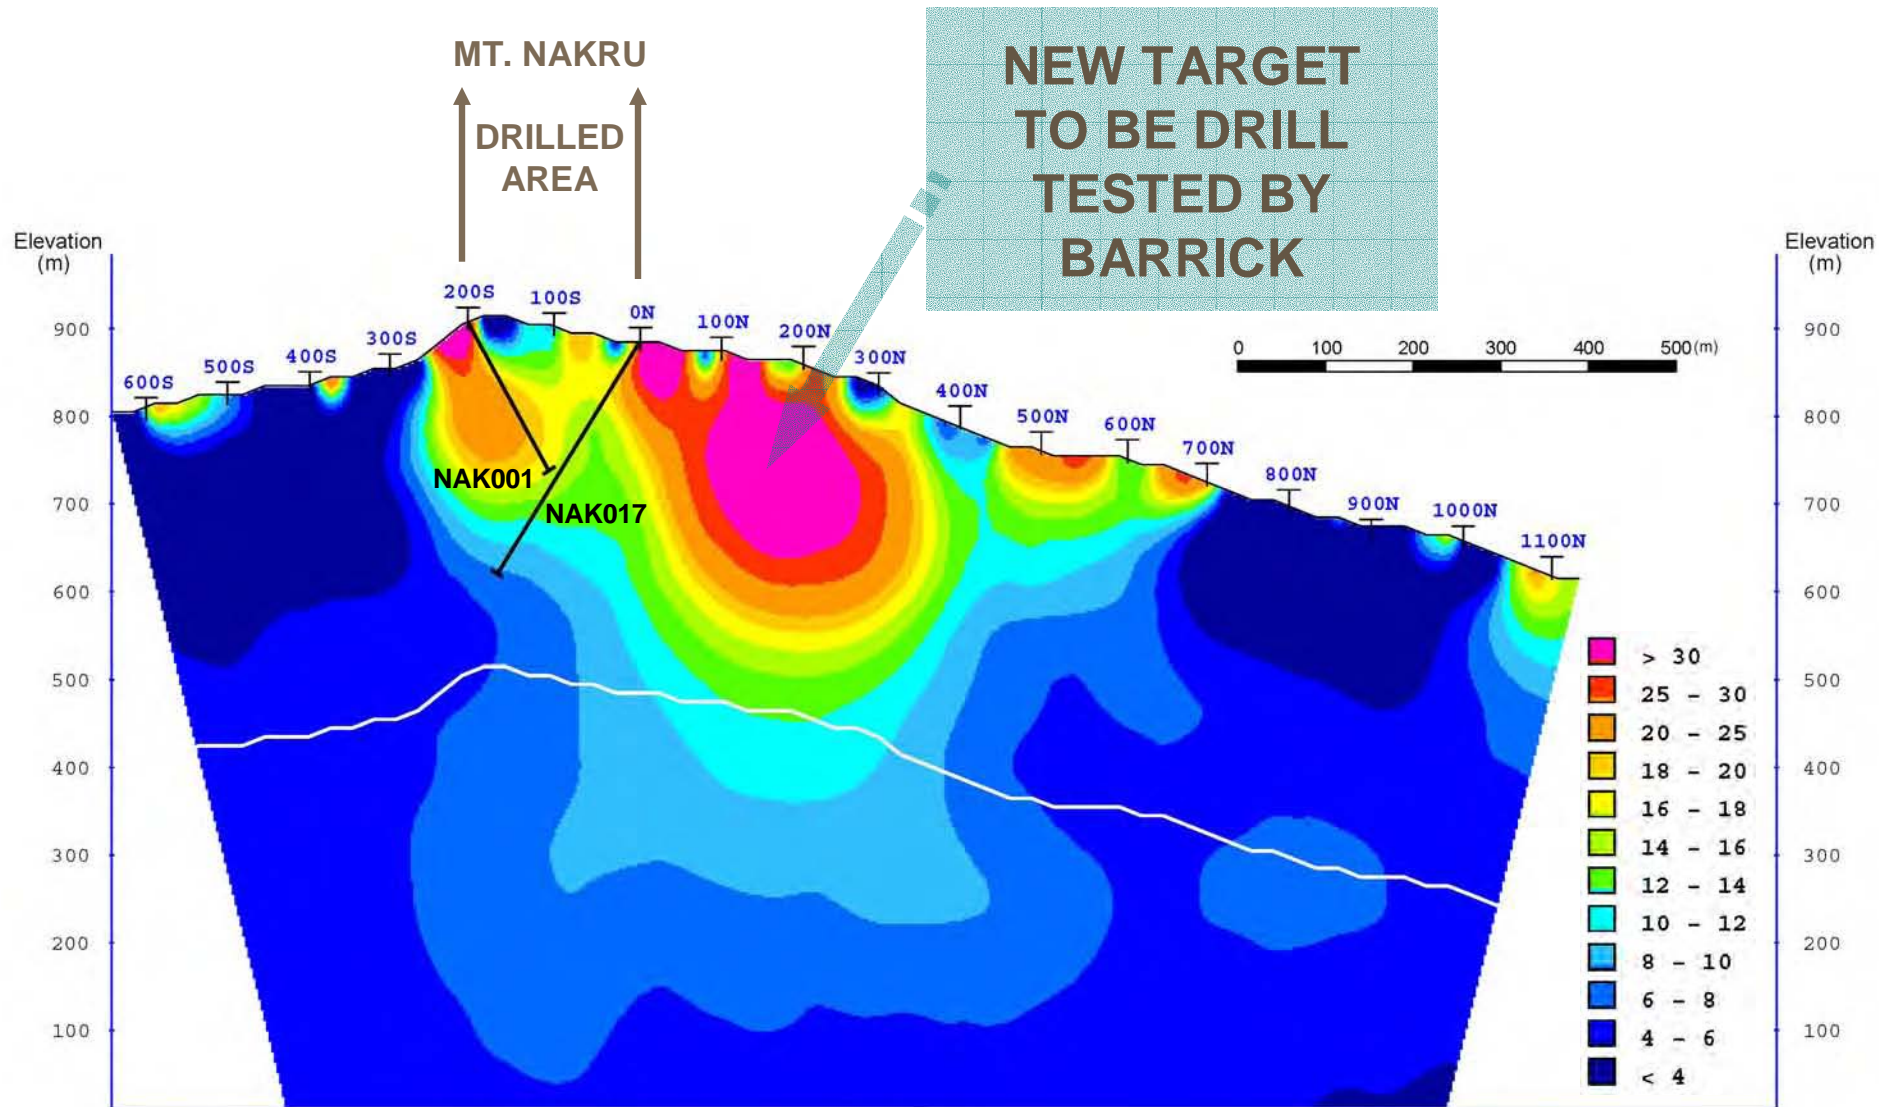 MT. NAKRU
DRILLED
AREA
NEW TARGET
TO BE DRILL
TESTED BY
BARRICK
Elevation
(m)
Elevation
(m)
900
800
700
600
500
400
300
200
100
900
800
700
600
500
400
300
200
100
600S
500S
400S
300S
200S
100S
0N
100N
200N
300N
400N
500N
600N
700N
800N
900N
1000N
1100N
0 100 200 300 400 500(m)
NAK001
NAK017
> 30
25 - 30
20 - 25
18 - 20
16 - 18
14 - 16
12 - 14
10 - 12
8 - 10
6 - 8
4 - 6
< 4